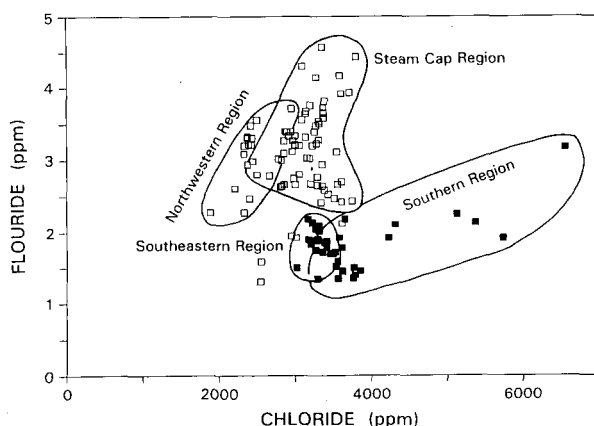 5
4
3
2
1
0
FLOURIDE (ppm)
Steam Cap Region
Northwestern Region
Southern Region
Southeastern Region
0
2000
4000
6000
CHLORIDE (ppm)